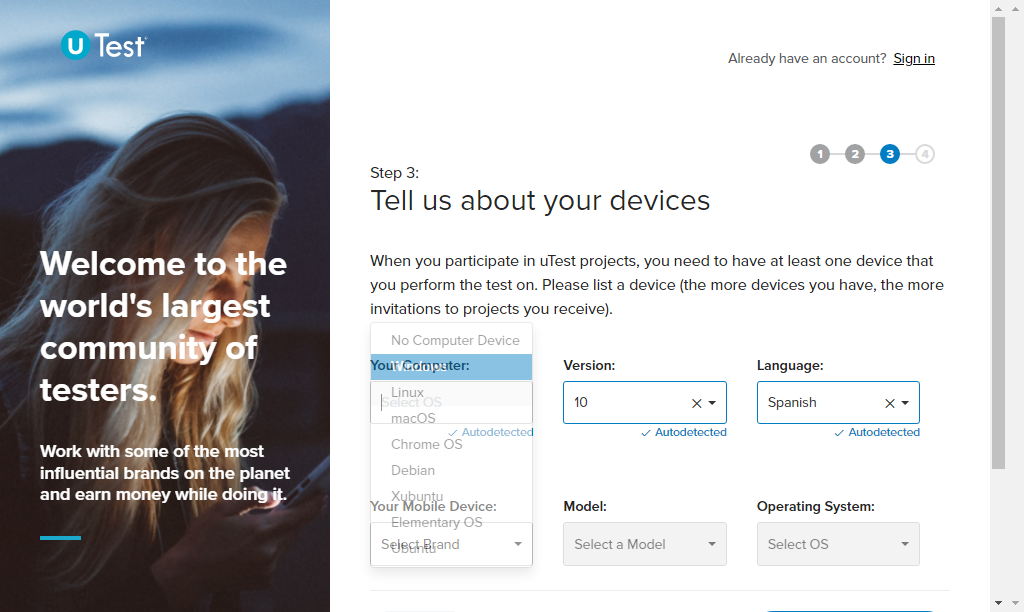 U Test
Already have an account? Sign in
1 2 3 4
Step 3:
Tell us about your devices
Welcome to the
world's largest
community of
testers.
Work with some of the most
influential brands on the planet
and earn money while doing it.
When you participate in uTest projects, you need to have at least one device that
you perform the test on. Please list a device (the more devices you have, the more
invitations to projects you receive).
Your Computer:
Select OS
Autodetected
No Computer Device
Windows
Linux
macOS
Chrome OS
Debian
Xubuntu
Elementary OS
Ubuntu
Version:
10
Autodetected
Language:
Spanish
Autodetected
Your Mobile Device:
Select Brand
Model:
Select a Model
Operating System:
Select OS